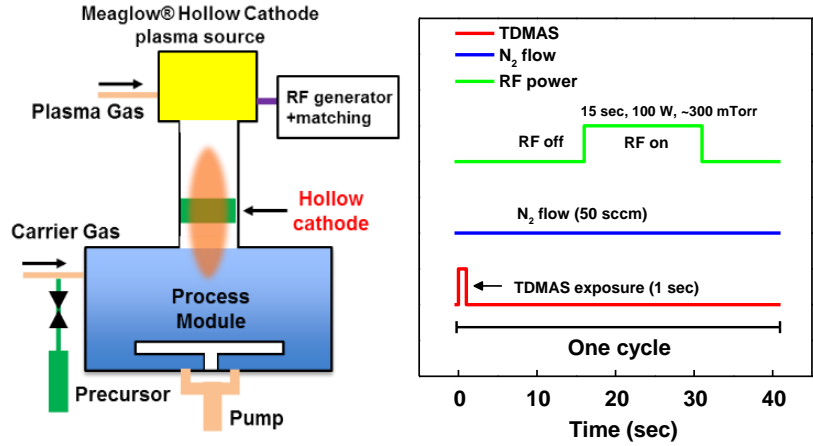 Meaglow® Hollow Cathode
plasma source
Plasma Gas
RF generator
+matching
Hollow
cathode
Carrier Gas
Process
Module
Precursor
Pump
TDMAS
N₂ flow
RF power
15 sec, 100 W, ~300 mTorr
RF off
RF on
N₂ flow (50 sccm)
TDMAS exposure (1 sec)
One cycle
0 10 20 30 40
Time (sec)